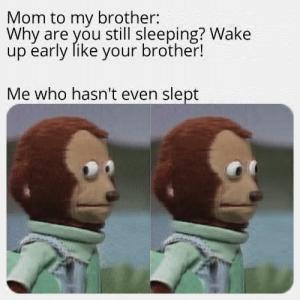 Mom to my brother:
Why are you still sleeping? Wake
up early like your brother!
Me who hasn't even slept